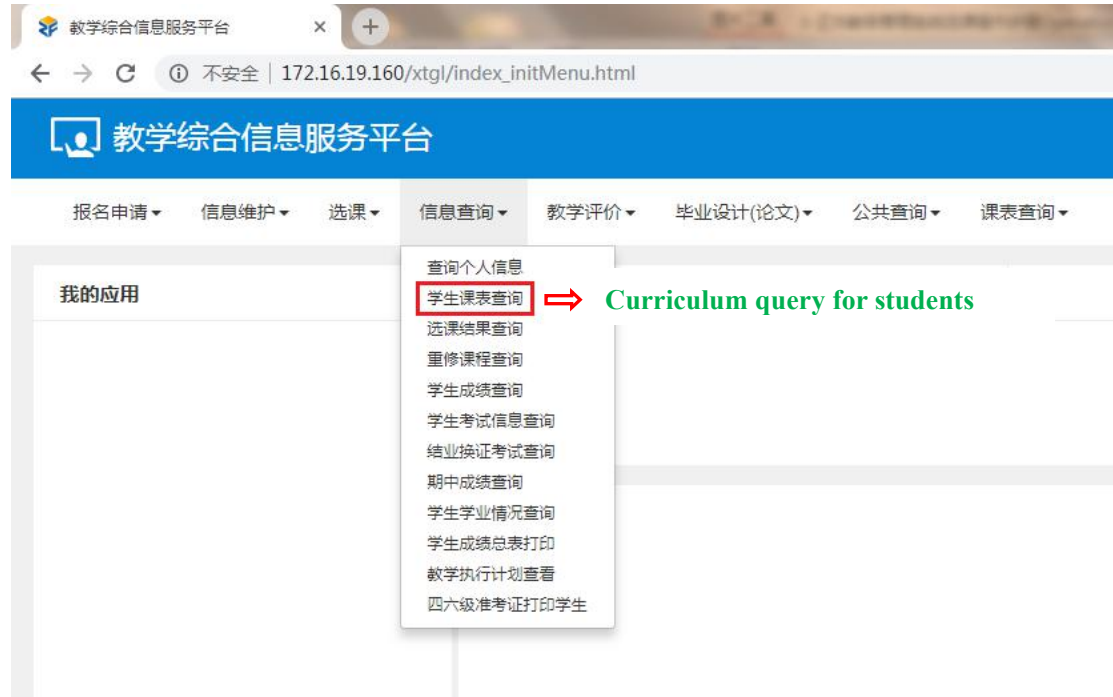 教学综合信息服务平台
不安全 | 172.16.19.160/xtgl/index_initMenu.html
教学综合信息服务平台
报名申请 信息维护 选课 信息查询 教学评价 毕业设计(论文) 公共查询 课表查询
我的应用
查询个人信息
学生课表查询 Curriculum query for students
选课结果查询
重修课程查询
学生成绩查询
学生考试信息查询
结业换证考试查询
期中成绩查询
学生学业情况查询
学生成绩总表打印
教学执行计划查看
四六级准考证打印学生